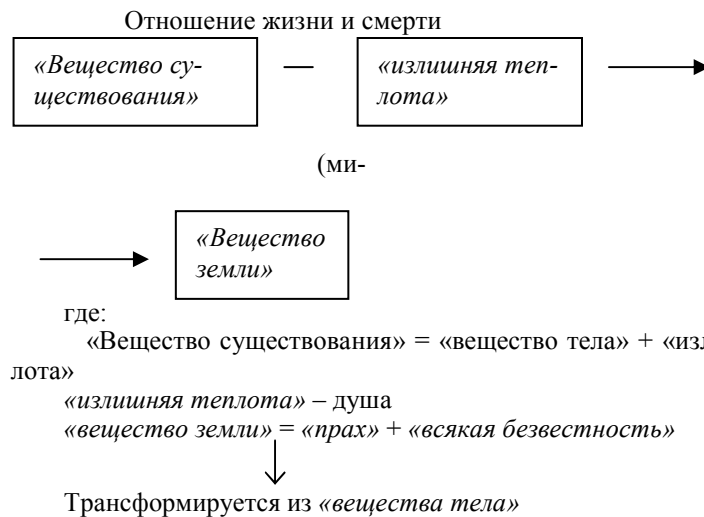 Отношение жизни и смерти
«Вещество су- — «излишняя теп-
ществования» лота»
(ми-
«Вещество
земли»
где:
«Вещество существования» = «вещество тела» + «изл
лота»
«излишняя теплота» – душа
«вещество земли» = «прах» + «всякая безвестность»
Трансформируется из «вещества тела»